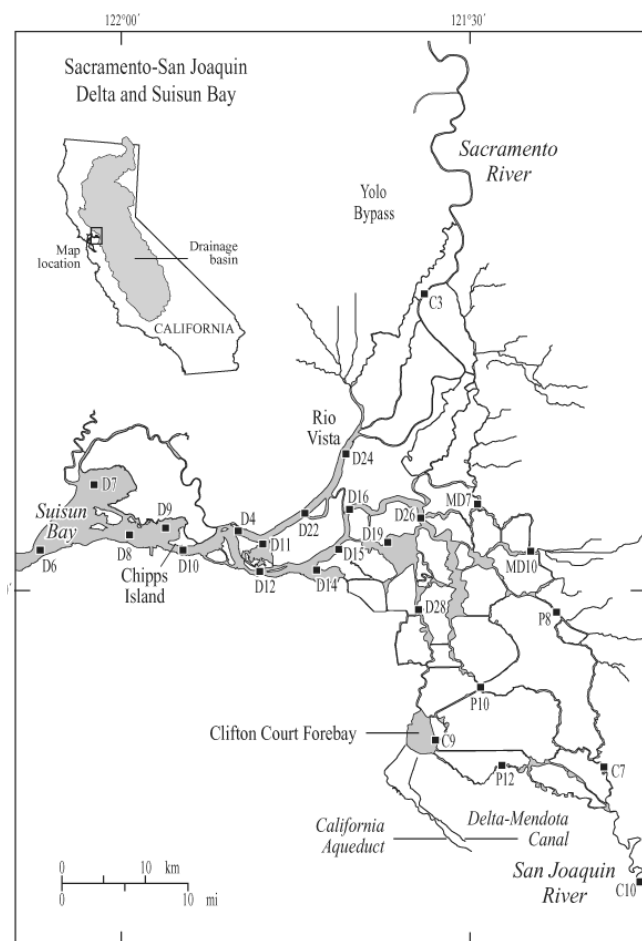 122°00'
121°30'
Sacramento-San Joaquin
Delta and Suisun Bay
Sacramento
River
Yolo
Bypass
Map
location
Drainage
basin
CALIFORNIA
C3
Rio
Vista
D24
D7
D16
MD7
Suisun
Bay
D9
D4
D22
D26
D6
D8
D10
D11
D15
D19
MD10
Chipps
Island
D12
D14
D28
P8
P10
Clifton Court Forebay
C9
P12
C7
California
Aqueduct
Delta-Mendota
Canal
0 10
km
0 10
mi
San Joaquin
River
C10